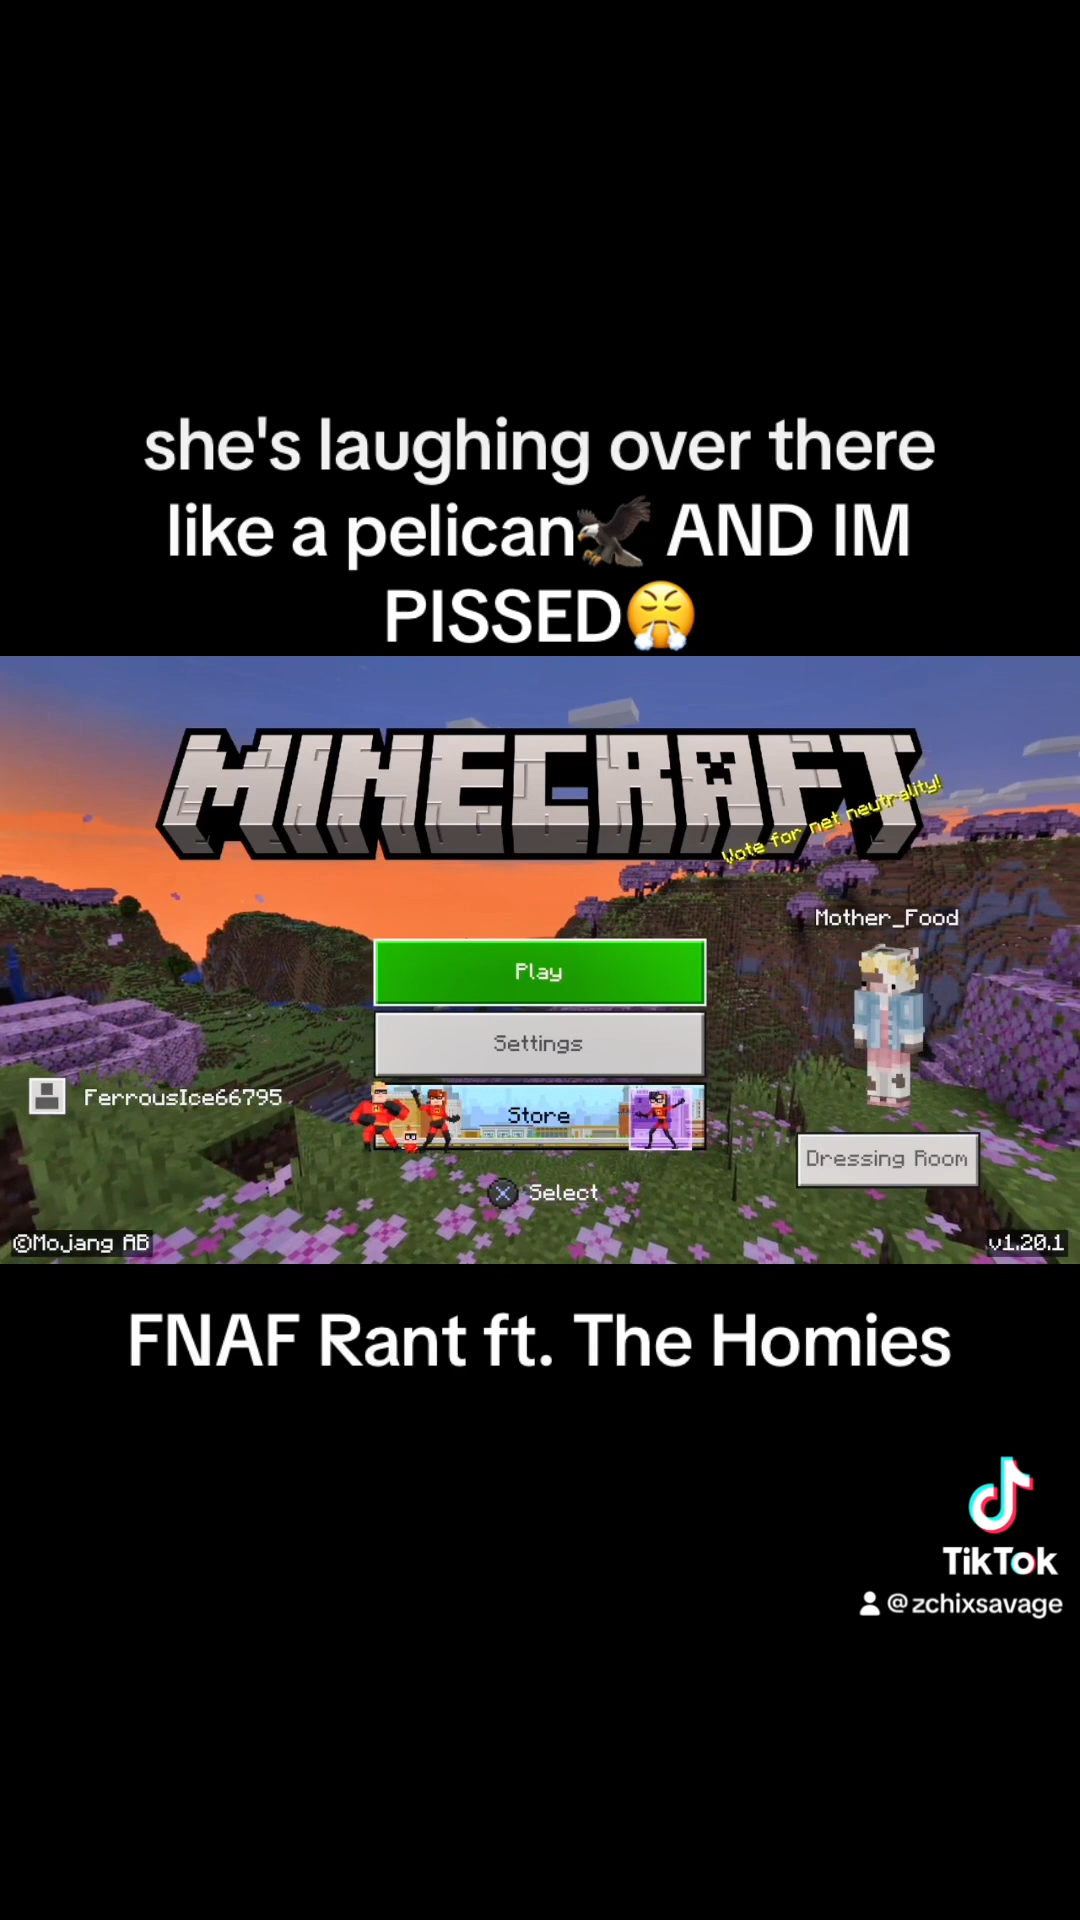 she's laughing over there
like a pelican🦅 AND IM
PISSED😤
MINECRAFT
Vote for net neutrality!
Mother_Food
Play
Settings
FerrousIce66795
Store
Dressing Room
Select
©Mojang AB
v1.20.1
FNAF Rant ft. The Homies
TikTok
@zchixsavage